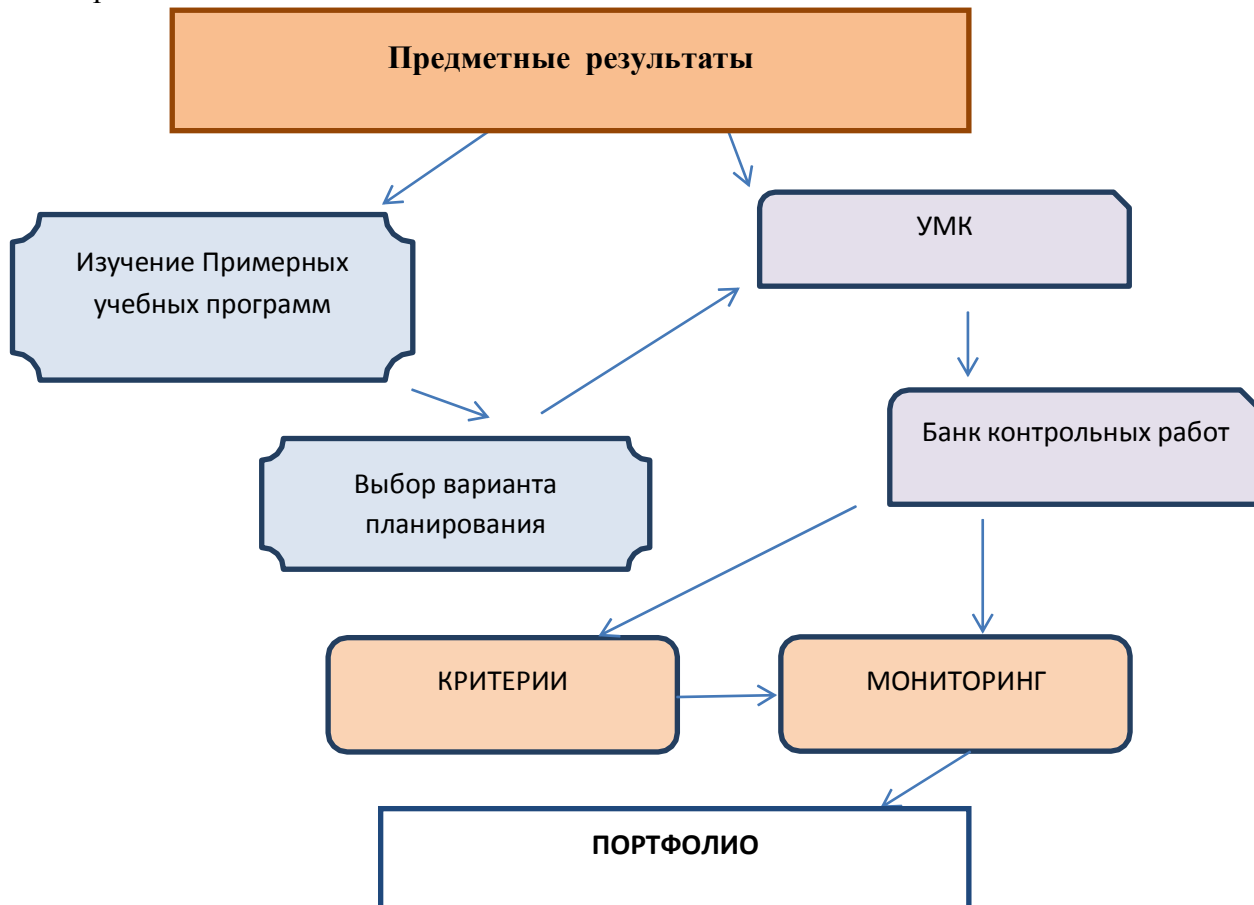 Предметные результаты
УМК
Изучение Примерных
учебных программ
Банк контрольных работ
Выбор варианта
планирования
КРИТЕРИИ
МОНИТОРИНГ
ПОРТФОЛИО